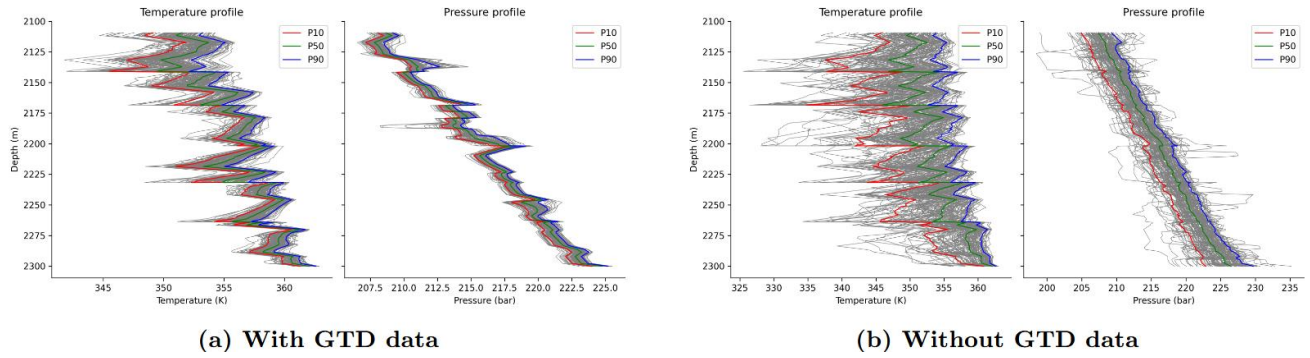 Temperature profile
Pressure profile
2100
2125
2150
2175
2200
2225
2250
2275
2300
Depth (m)
P10
P50
P90
P10
P50
P90
345
350
355
360
Temperature (K)
207.5
210.0
212.5
215.0
217.5
220.0
222.5
225.0
Pressure (bar)
(a) With GTD data
Temperature profile
Pressure profile
2100
2125
2150
2175
2200
2225
2250
2275
2300
Depth (m)
P10
P50
P90
P10
P50
P90
325
330
335
340
345
350
355
360
Temperature (K)
200
205
210
215
220
225
230
235
Pressure (bar)
(b) Without GTD data